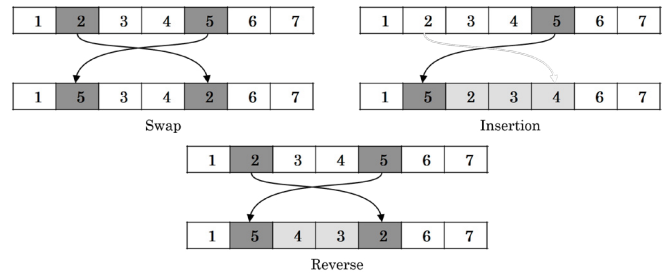 1 2 3 4 5 6 7
1 5 3 4 2 6 7
Swap
1 2 3 4 5 6 7
1 5 2 3 4 6 7
Insertion
1 2 3 4 5 6 7
1 5 4 3 2 6 7
Reverse